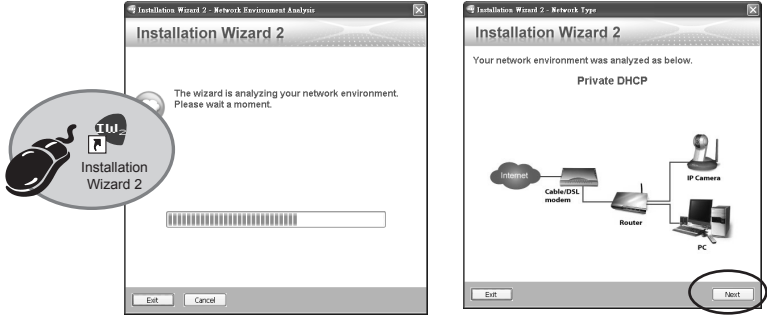 Installation Wizard 2 - Network Environment Analysis
Installation Wizard 2
The wizard is analyzing your network environment.
Please wait a moment.
IW2
Installation
Wizard 2
Exit
Cancel
Installation Wizard 2 - Network Type
Installation Wizard 2
Your network environment was analyzed as below.
Private DHCP
Internet
Cable/DSL
modem
Router
IP Camera
PC
Exit
Next